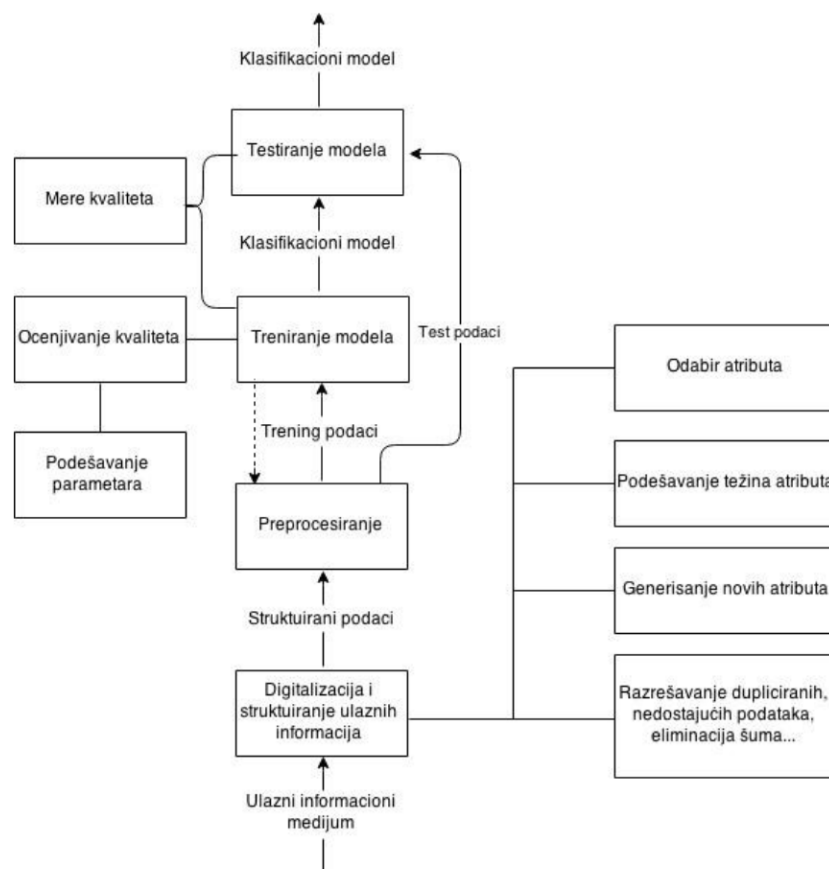 Klasifikacioni model
Testiranje modela
Mere kvaliteta
Klasifikacioni model
Ocenjivanje kvaliteta
Treniranje modela
Test podaci
Odabir atributa
Trening podaci
Podešavanje
parametara
Podešavanje težina atributa
Preprocesiranje
Generisanje novih atributa
Struktuirani podaci
Digitalizacija i
struktuiranje ulaznih
informacija
Razrešavanje dupliciranih,
nedostajućih podataka,
eliminacija šuma...
Ulazni informacioni
medijum